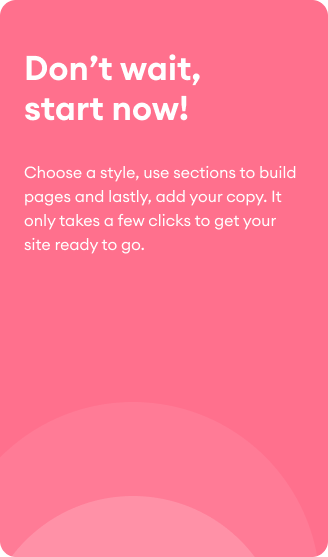 Don’t wait,
start now!
Choose a style, use sections to build
pages and lastly, add your copy. It
only takes a few clicks to get your
site ready to go.